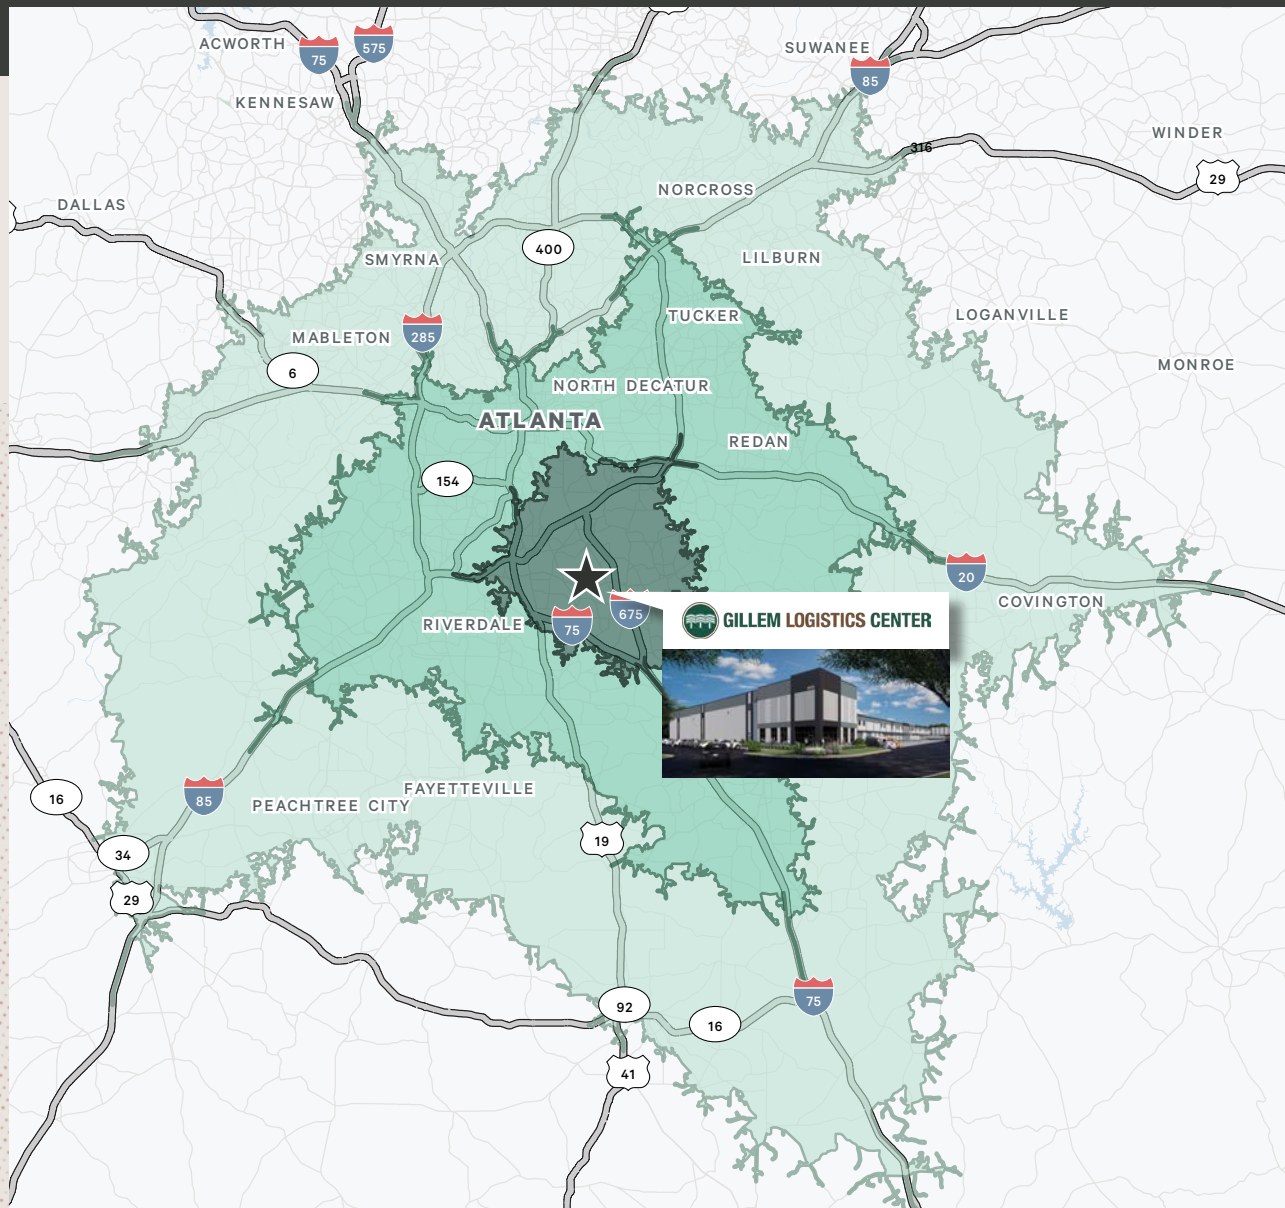 ACWORTH
75
575
SUWANEE
85
KENNESAW
316
WINDER
29
NORCROSS
DALLAS
400
SMYRNA
LILBURN
TUCKER
LOGANVILLE
MABLETON
285
6
MONROE
NORTH DECATUR
ATLANTA
REDAN
154
20
COVINGTON
RIVERDALE
75
675
GILLEM LOGISTICS CENTER
FAYETTEVILLE
PEACHTREE CITY
85
16
19
34
29
75
92
16
41